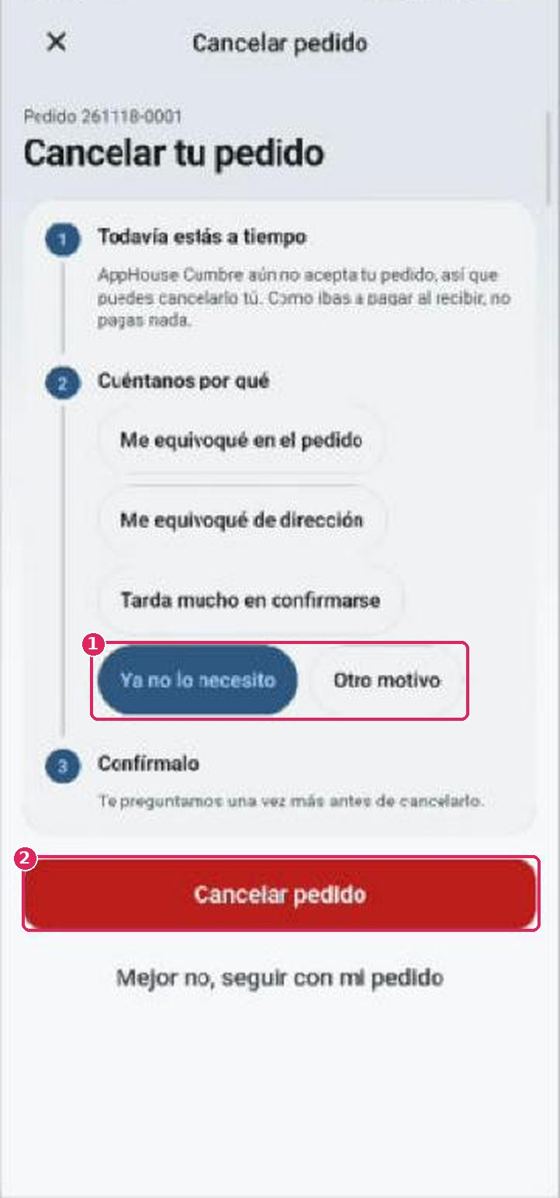 Cancelar pedido
Pedido 261118-0001
Cancelar tu pedido
1 Todavía estás a tiempo
AppHouse Cumbre aún no acepta tu pedido, así que
puedes cancelarlo tú. Como ibas a pagar al recibir, no
pagas nada.
2 Cuéntanos por qué
Me equivoqué en el pedido
Me equivoqué de dirección
Tarda mucho en confirmarse
1
Ya no lo necesito Otro motivo
3 Confírmalo
Te preguntamos una vez más antes de cancelarlo.
2
Cancelar pedido
Mejor no, seguir con mi pedido